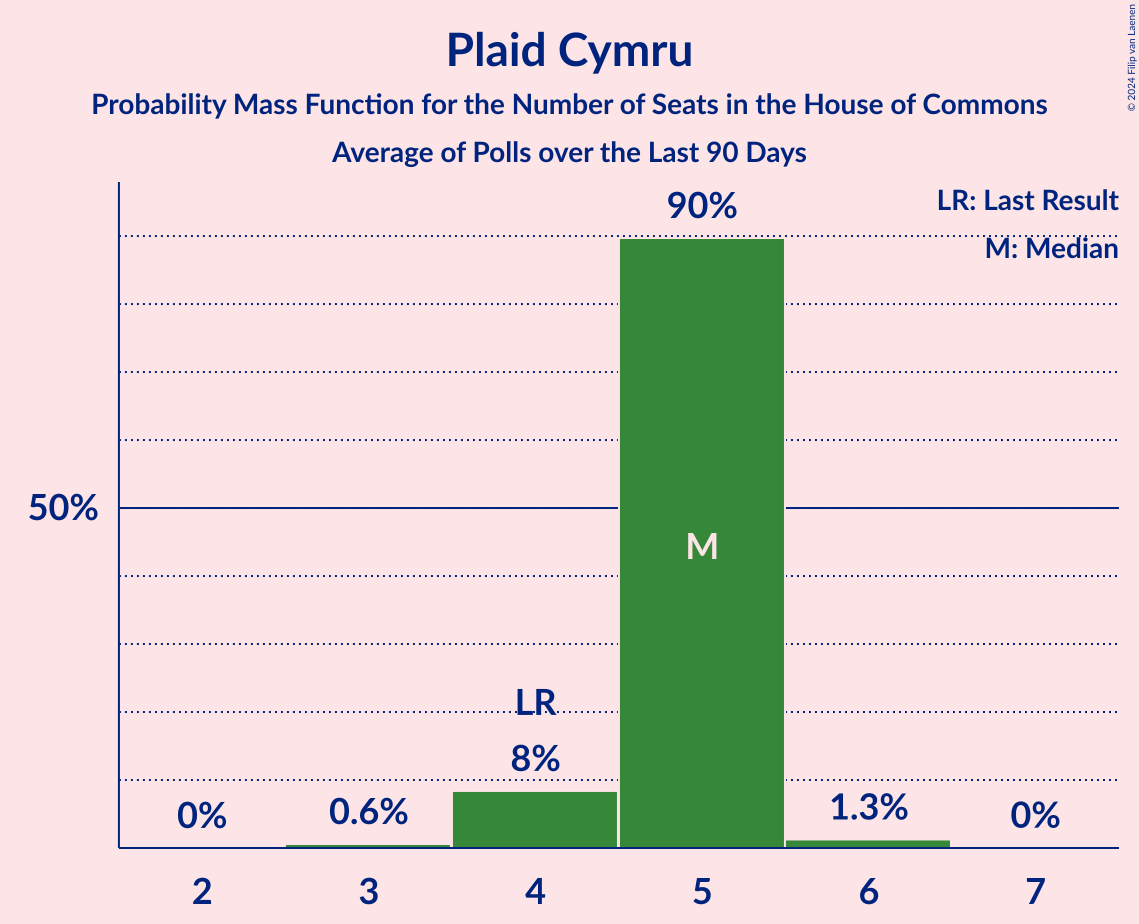 Plaid Cymru
Probability Mass Function for the Number of Seats in the House of Commons
Average of Polls over the Last 90 Days
© 2024 Filip van Laenen
LR: Last Result
M: Median
90%
50%
M
LR
8%
0%
0.6%
1.3%
0%
2 3 4 5 6 7